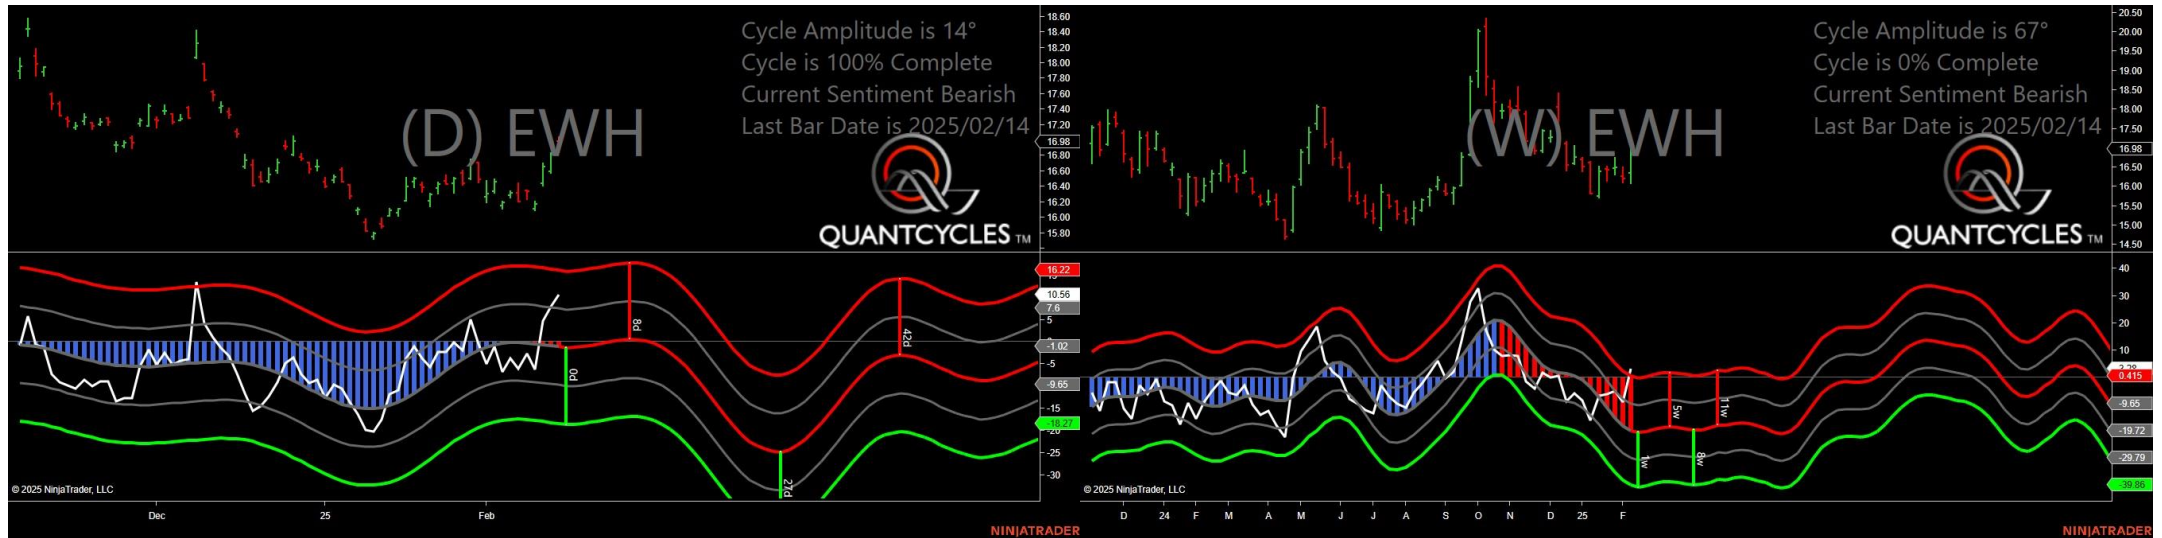 Cycle Amplitude is 14°
Cycle is 100% Complete
Current Sentiment Bearish
Last Bar Date is 2025/02/14
(D) EWH
QUANTCYCLES TM
18.60
18.40
18.20
18.00
17.80
17.60
17.40
17.20
16.98
16.80
16.60
16.40
16.20
16.00
15.80
16.22
10.56
7.6
5
-1.02
-5
-9.65
-15
-18.27
-25
-30
8d
42d
0d
27d
© 2025 NinjaTrader, LLC
Dec
25
Feb
NINJATRADER
Cycle Amplitude is 67°
Cycle is 0% Complete
Current Sentiment Bearish
Last Bar Date is 2025/02/14
(W) EWH
QUANTCYCLES TM
20.50
20.00
19.50
19.00
18.50
18.00
17.50
16.98
16.50
16.00
15.50
15.00
14.50
40
30
20
10
0.415
-9.65
-19.72
-29.79
-39.86
5w
11w
1w
8w
© 2025 NinjaTrader, LLC
D 24 F M A M J J A S O N D 25 F
NINJATRADER